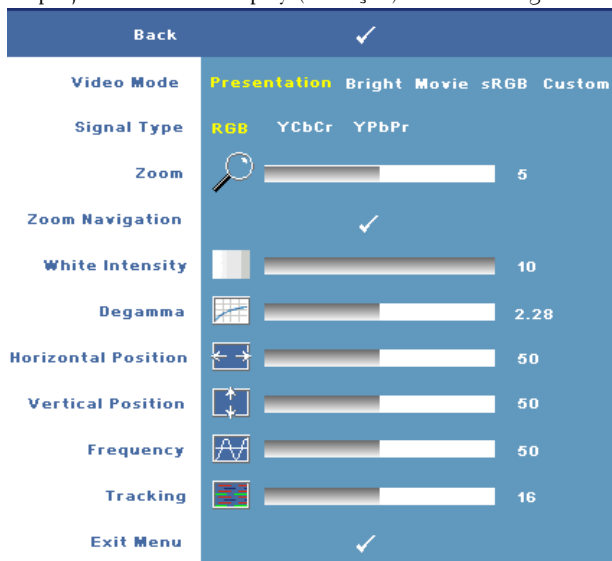 Back
Video Mode Presentation Bright Movie sRGB Custom
Signal Type RGB YCbCr YPbPr
Zoom 5
Zoom Navigation
White Intensity 10
Degamma 2.28
Horizontal Position 50
Vertical Position 50
Frequency 50
Tracking 16
Exit Menu